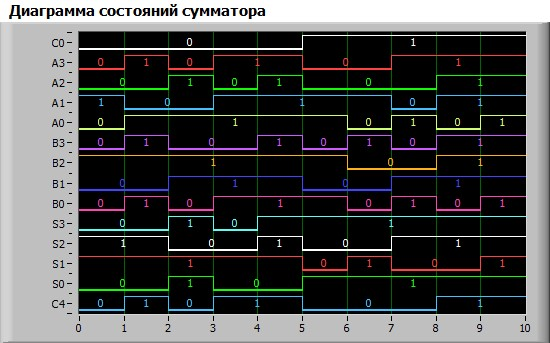 Диаграмма состояний сумматора
C0 0 1
A3 0 1 0 1 0 1
A2 0 1 0 1 0 1
A1 1 0 1 0 1
A0 0 1 0 1 0 1
B3 0 1 0 1 0 1 0 1
B2 1 0 1
B1 0 1 0 1
B0 0 1 0 1 0 1 0 1
S3 0 1 0 1
S2 1 0 1 0 1
S1 1 0 1 0 1
S0 0 1 0 1
C4 0 1 0 1 0 1
0 1 2 3 4 5 6 7 8 9 10